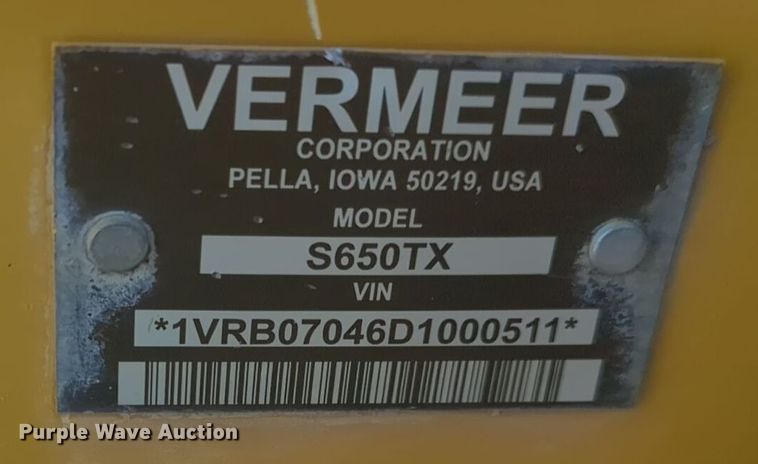 VERMEER
CORPORATION
PELLA, IOWA 50219, USA
MODEL
S650TX
VIN
*1VRB07046D1000511*
Purple Wave Auction